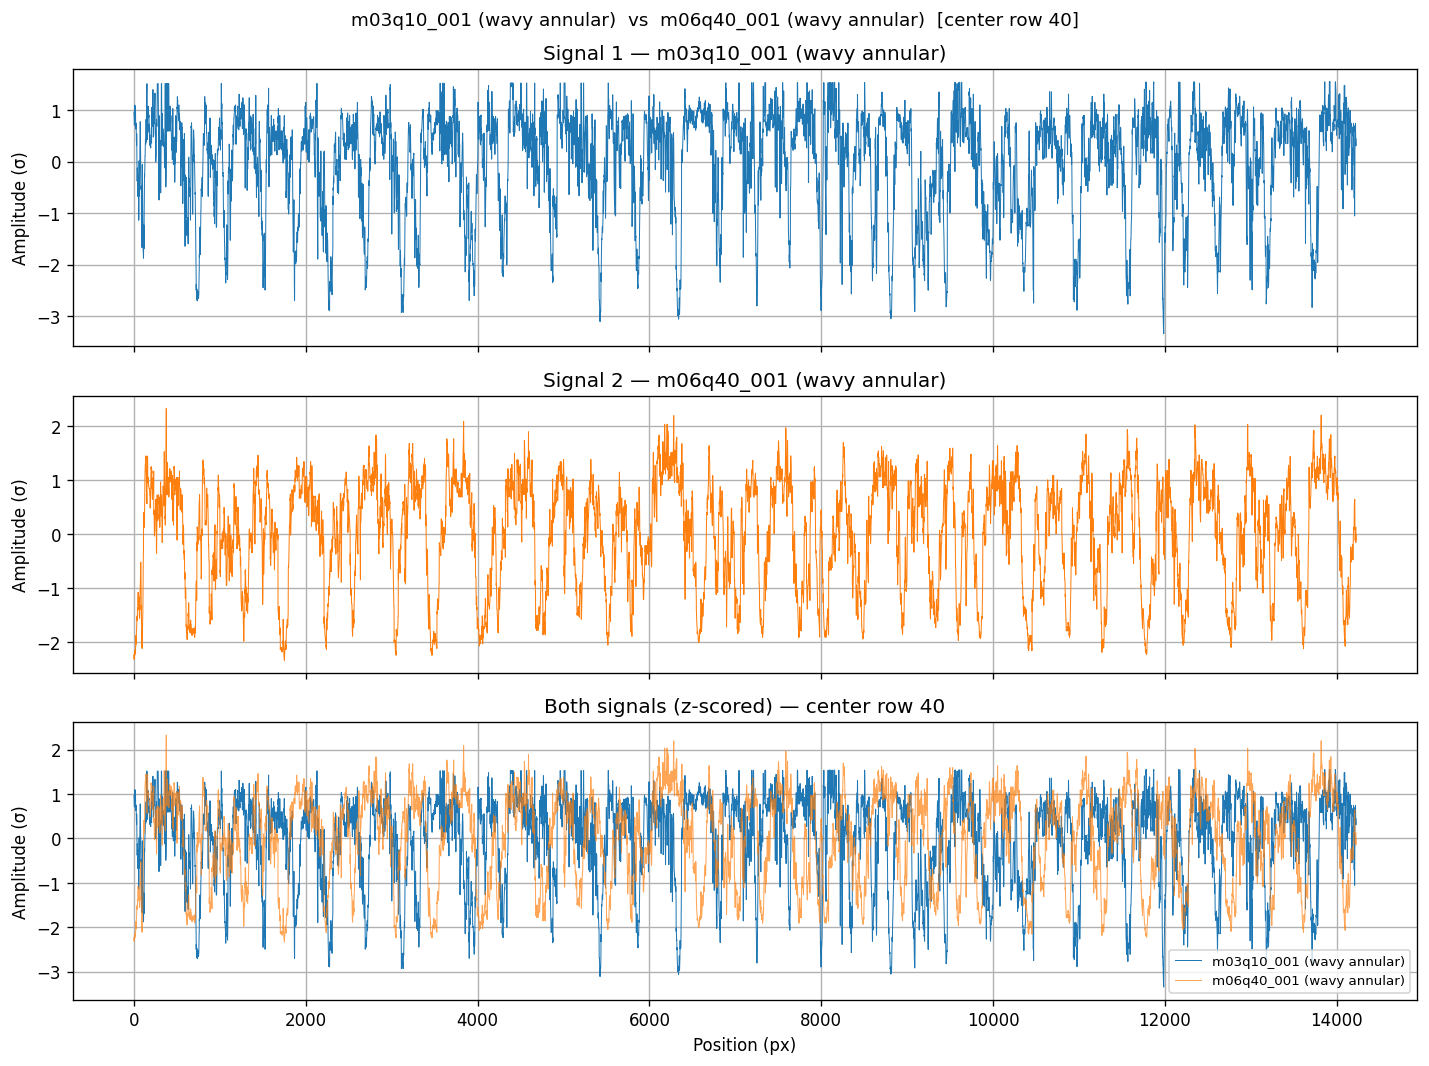 m03q10_001 (wavy annular)  vs  m06q40_001 (wavy annular)  [center row 40]
Signal 1 — m03q10_001 (wavy annular)
Amplitude (σ)
1
0
−1
−2
−3
Signal 2 — m06q40_001 (wavy annular)
Amplitude (σ)
2
1
0
−1
−2
Both signals (z-scored) — center row 40
Amplitude (σ)
2
1
0
−1
−2
−3
m03q10_001 (wavy annular)
m06q40_001 (wavy annular)
0 2000 4000 6000 8000 10000 12000 14000
Position (px)